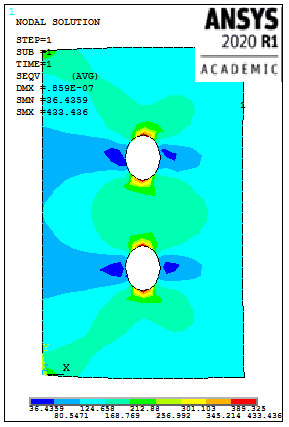 1
NODAL SOLUTION
STEP=1
SUB =1
TIME=1
SEQV (AVG)
DMX =.859E-07
SMN =36.4359
SMX =433.436
ANSYS
2020 R1
ACADEMIC
1
X
36.4359 124.658 212.88 301.103 389.325
80.5471 168.769 256.992 345.214 433.436